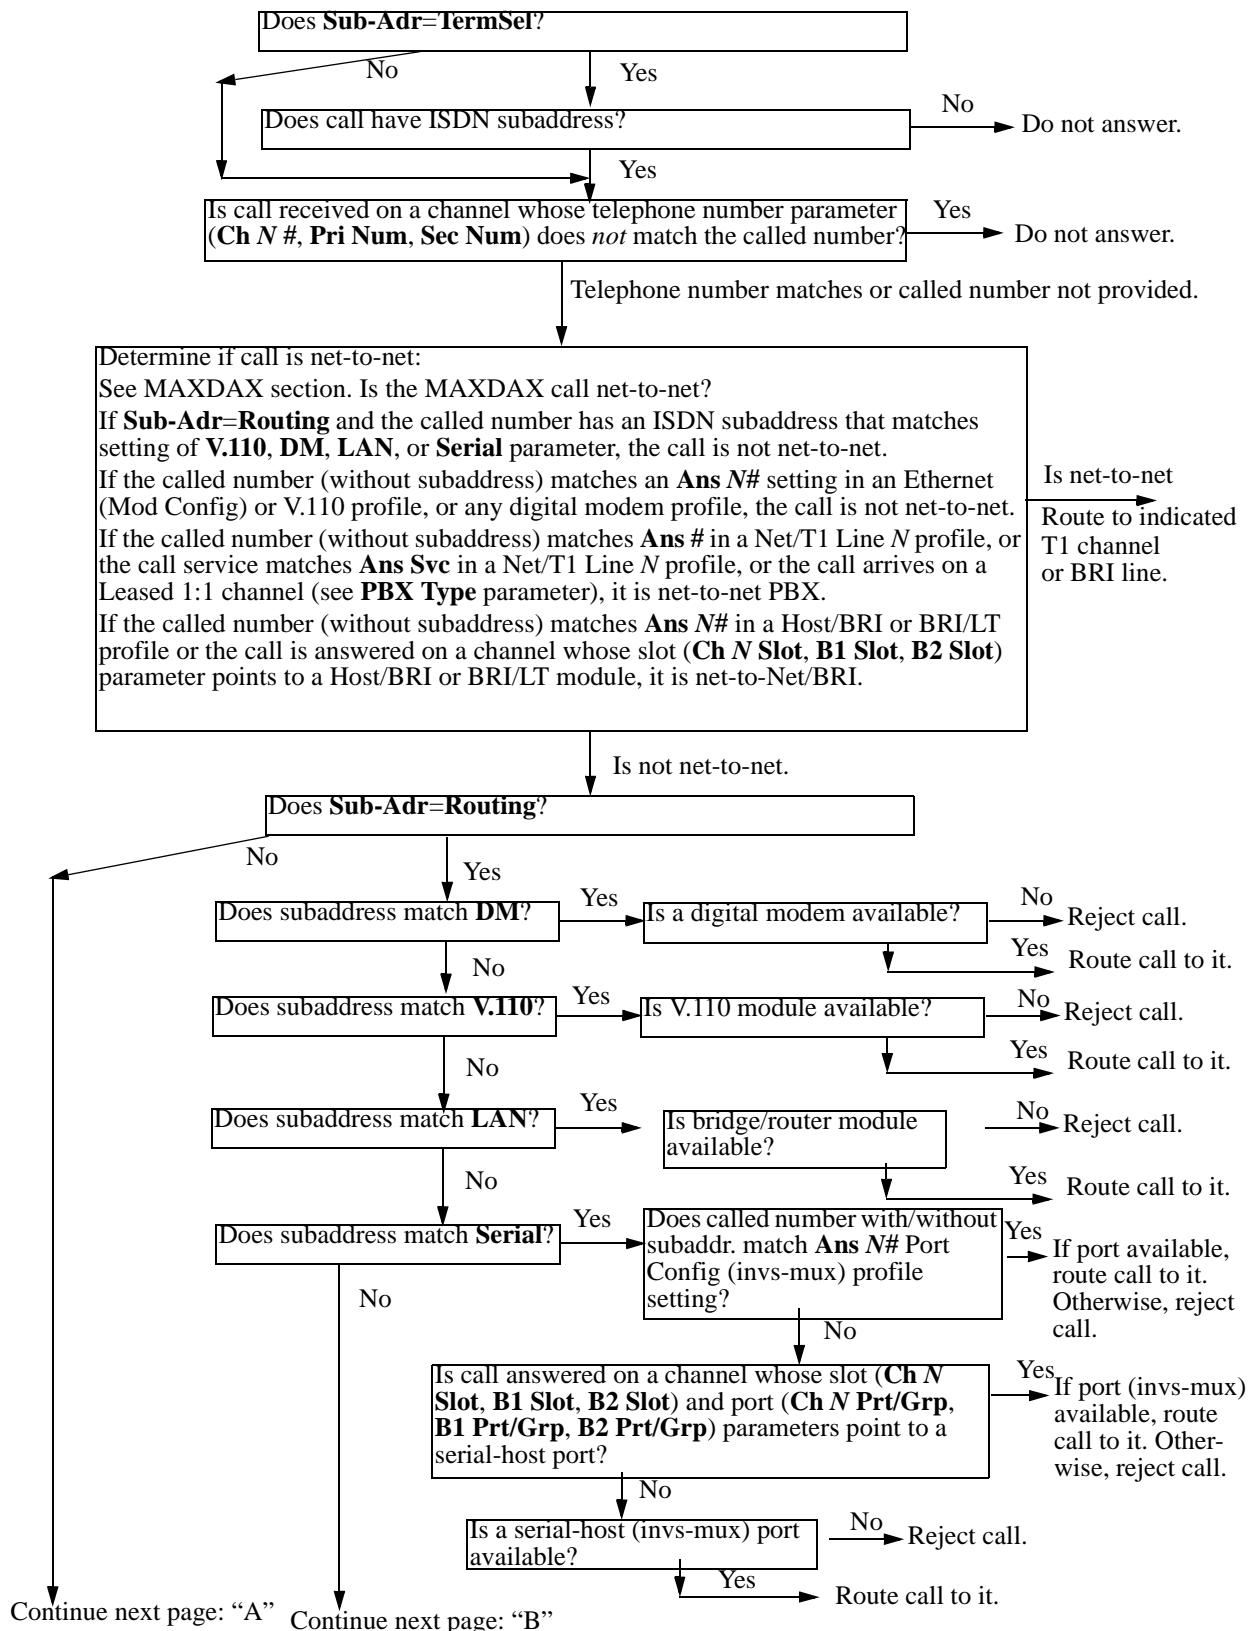 Does Sub-Adr=TermSel?
No
Yes
Does call have ISDN subaddress?
No
Do not answer.
Yes
Is call received on a channel whose telephone number parameter
(Ch N #, Pri Num, Sec Num) does not match the called number?
Yes
Do not answer.
Telephone number matches or called number not provided.
Determine if call is net-to-net:
See MAXDAX section. Is the MAXDAX call net-to-net?
If Sub-Adr=Routing and the called number has an ISDN subaddress that matches
setting of V.110, DM, LAN, or Serial parameter, the call is not net-to-net.
If the called number (without subaddress) matches an Ans N# setting in an Ethernet
(Mod Config) or V.110 profile, or any digital modem profile, the call is not net-to-net.
If the called number (without subaddress) matches Ans # in a Net/T1 Line N profile, or
the call service matches Ans Svc in a Net/T1 Line N profile, or the call arrives on a
Leased 1:1 channel (see PBX Type parameter), it is net-to-net PBX.
If the called number (without subaddress) matches Ans N# in a Host/BRI or BRI/LT
profile or the call is answered on a channel whose slot (Ch N Slot, B1 Slot, B2 Slot)
parameter points to a Host/BRI or BRI/LT module, it is net-to-Net/BRI.
Is net-to-net
Route to indicated
T1 channel
or BRI line.
Is not net-to-net.
Does Sub-Adr=Routing?
No
Yes
Does subaddress match DM?
Yes
Is a digital modem available?
No
Reject call.
Yes
Route call to it.
No
Does subaddress match V.110?
Yes
Is V.110 module available?
No
Reject call.
Yes
Route call to it.
No
Does subaddress match LAN?
Yes
Is bridge/router module
available?
No
Reject call.
Yes
Route call to it.
No
Does subaddress match Serial?
Yes
Does called number with/without
subaddr. match Ans N# Port
Config (invs-mux) profile
setting?
Yes
If port available,
route call to it.
Otherwise, reject
call.
No
No
Is call answered on a channel whose slot (Ch N
Slot, B1 Slot, B2 Slot) and port (Ch N Prt/Grp,
B1 Prt/Grp, B2 Prt/Grp) parameters point to a
serial-host port?
Yes
If port (invs-mux)
available, route
call to it. Other-
wise, reject call.
No
Is a serial-host (invs-mux) port
available?
No
Reject call.
Yes
Route call to it.
Continue next page: “A”
Continue next page: “B”